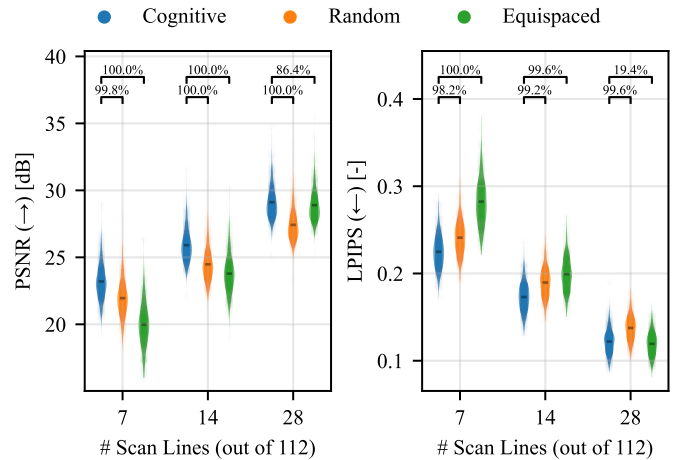 Cognitive Random Equispaced
40
35
30
25
20
PSNR (→) [dB]
100.0% 100.0% 86.4%
99.8% 100.0% 100.0%
7 14 28
# Scan Lines (out of 112)
0.4
0.3
0.2
0.1
LPIPS (←) [-]
100.0% 99.6% 19.4%
98.2% 99.2% 99.6%
7 14 28
# Scan Lines (out of 112)